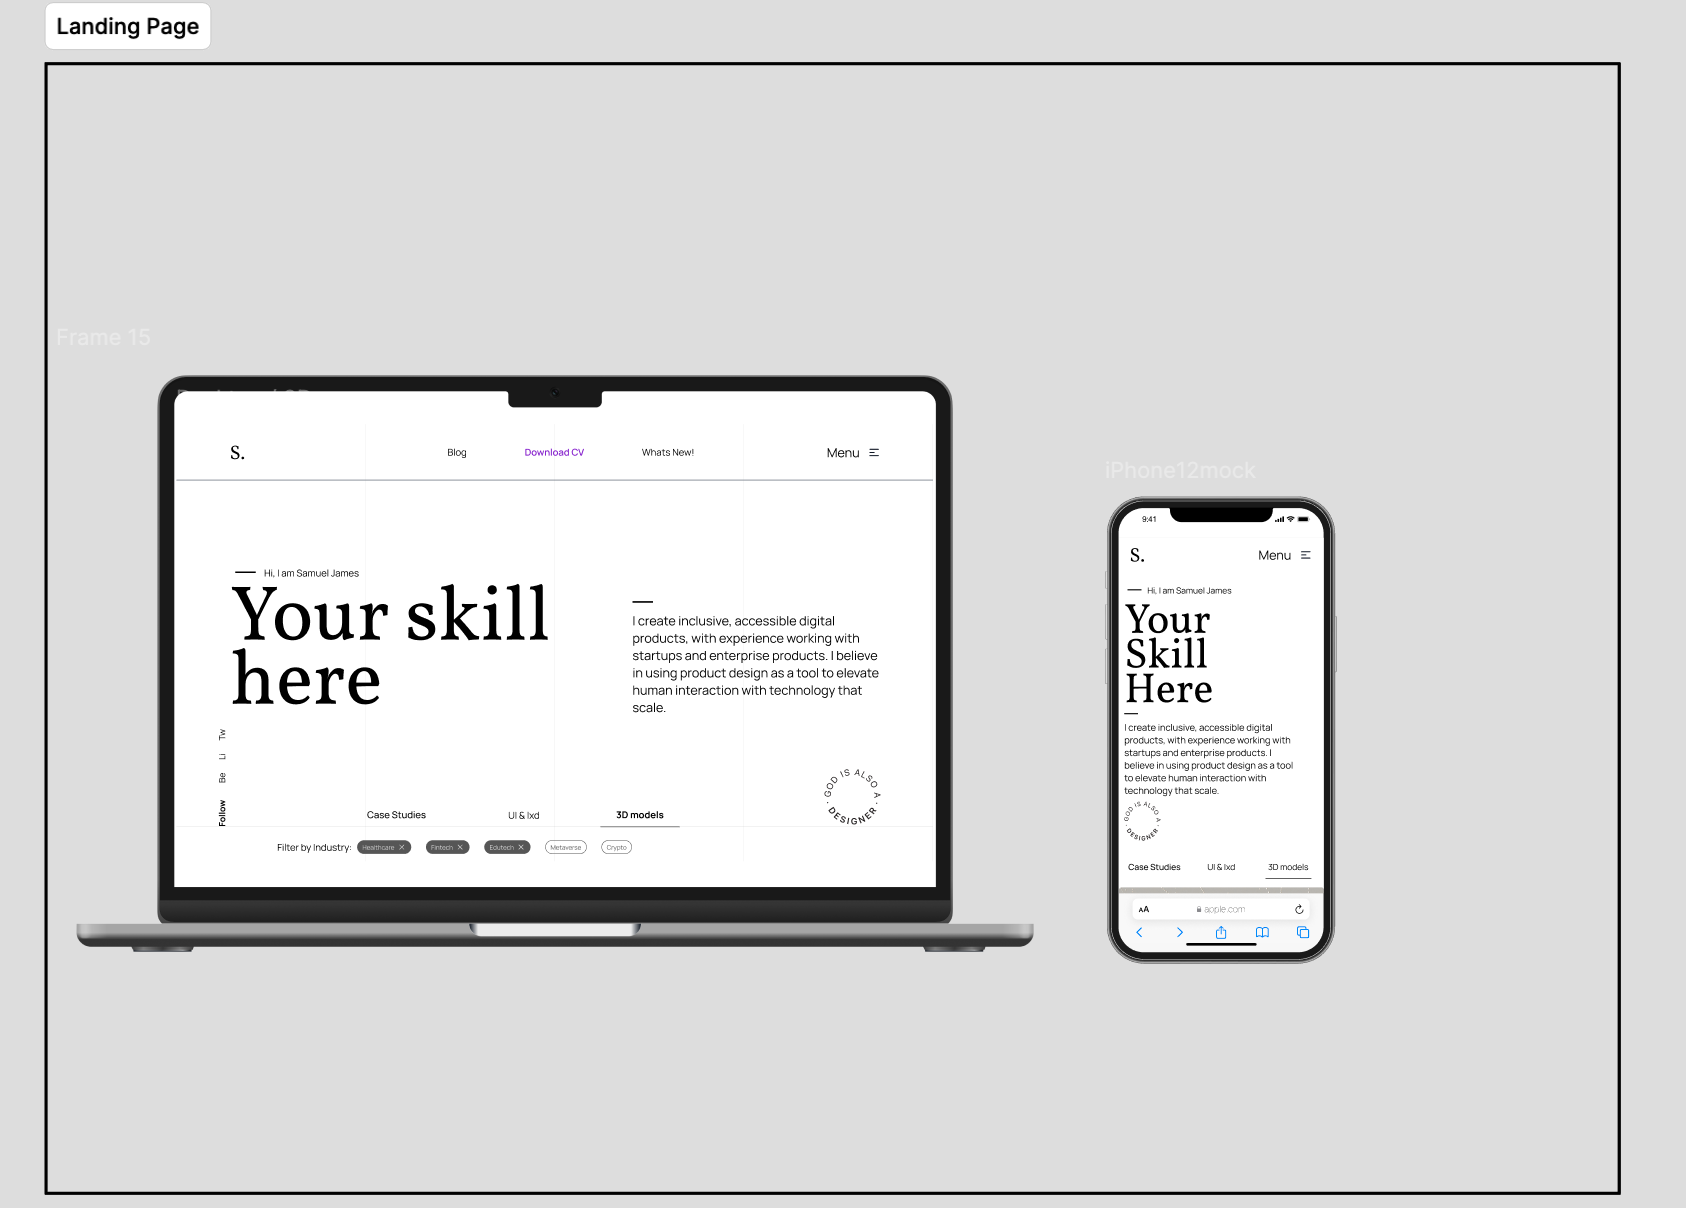 Landing Page
Frame 15
S.
Blog
Download CV
Whats New!
Menu
Hi, I am Samuel James
Your skill
here
I create inclusive, accessible digital
products, with experience working with
startups and enterprise products. I believe
in using product design as a tool to elevate
human interaction with technology that
scale.
Tw
Li
Be
Follow
GOD IS ALSO A · DESIGNER ·
Case Studies
UI & Ixd
3D models
Filter by Industry:
Healthcare
Fintech
Edutech
Metaverse
Crypto
iPhone12mock
9:41
S.
Menu
Hi, I am Samuel James
Your
Skill
Here
I create inclusive, accessible digital
products, with experience working with
startups and enterprise products. I
believe in using product design as a tool
to elevate human interaction with
technology that scale.
GOD IS ALSO A · DESIGNER ·
Case Studies
UI & Ixd
3D models
AA
apple.com